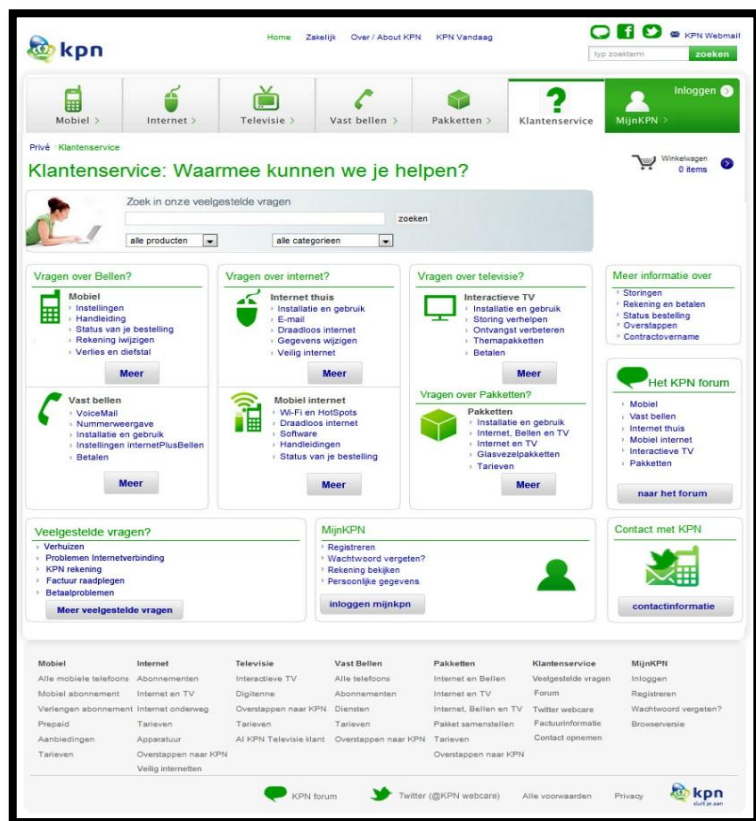 kpn
Home Zakelijk Over / About KPN KPN Vandaag
KPN Webmail
typ zoekterm zoeken
Mobiel > Internet > Televisie > Vast bellen > Pakketten > Klantenservice MijnKPN > Inloggen
Privé Klantenservice
Klantenservice: Waarmee kunnen we je helpen?
Winkelwagen
0 items
Zoek in onze veelgestelde vragen
zoeken
alle producten alle categorieen
Vragen over Bellen?
Mobiel
Instellingen
Handleiding
Status van je bestelling
Rekening iwijzigen
Verlies en diefstal
Meer
Vast bellen
VoiceMail
Nummerweergave
Installatie en gebruik
Instellingen internetPlusBellen
Betalen
Meer
Vragen over internet?
Internet thuis
Installatie en gebruik
E-mail
Draadloos internet
Gegevens wijzigen
Veilig internet
Meer
Mobiel internet
Wi-Fi en HotSpots
Draadloos internet
Software
Handleidingen
Status van je bestelling
Meer
Vragen over televisie?
Interactieve TV
Installatie en gebruik
Storing verhelpen
Ontvangst verbeteren
Themapakketten
Betalen
Meer
Vragen over Pakketten?
Pakketten
Installatie en gebruik
Internet, Bellen en TV
Internet en TV
Glasvezelpakketten
Tarieven
Meer
Meer informatie over
Storingen
Rekening en betalen
Status bestelling
Overstappen
Contractovername
Het KPN forum
Mobiel
Vast bellen
Internet thuis
Mobiel internet
Interactieve TV
Pakketten
naar het forum
Veelgestelde vragen?
Verhuizen
Problemen Internetverbinding
KPN rekening
Factuur raadplegen
Betaalproblemen
Meer veelgestelde vragen
MijnKPN
Registreren
Wachtwoord vergeten?
Rekening bekijken
Persoonlijke gegevens
inloggen mijnkpn
Contact met KPN
contactinformatie
Mobiel
Alle mobiele telefoons
Mobiel abonnement
Verlengen abonnement
Prepaid
Aanbiedingen
Tarieven
Internet
Abonnementen
Internet en TV
Internet onderweg
Tarieven
Apparatuur
Overstappen naar KPN
Veilig internetten
Televisie
Interactieve TV
Digitenne
Overstappen naar KPN
Tarieven
Al KPN Televisie klant
Vast Bellen
Alle telefoons
Abonnementen
Diensten
Tarieven
Overstappen naar KPN
Pakketten
Internet en Bellen
Internet en TV
Internet, Bellen en TV
Pakket samenstellen
Tarieven
Overstappen naar KPN
Klantenservice
Veelgestelde vragen
Forum
Twitter webcare
Factuurinformatie
Contact opnemen
MijnKPN
Inloggen
Registreren
Wachtwoord vergeten?
Browserversie
KPN forum Twitter (@KPN webcare) Alle voorwaarden Privacy kpn
sluit je aan